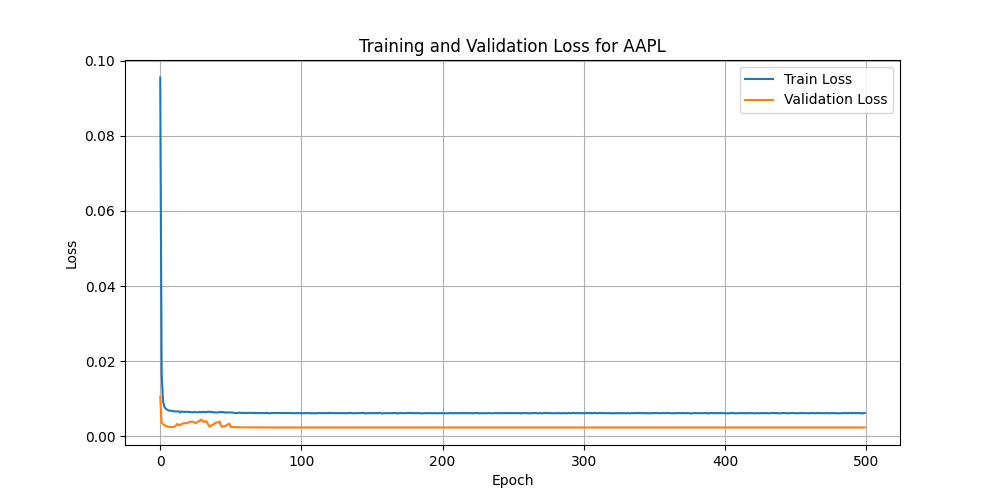 Training and Validation Loss for AAPL
Train Loss
Validation Loss
0.10
0.08
0.06
0.04
0.02
0.00
Loss
0
100
200
300
400
500
Epoch